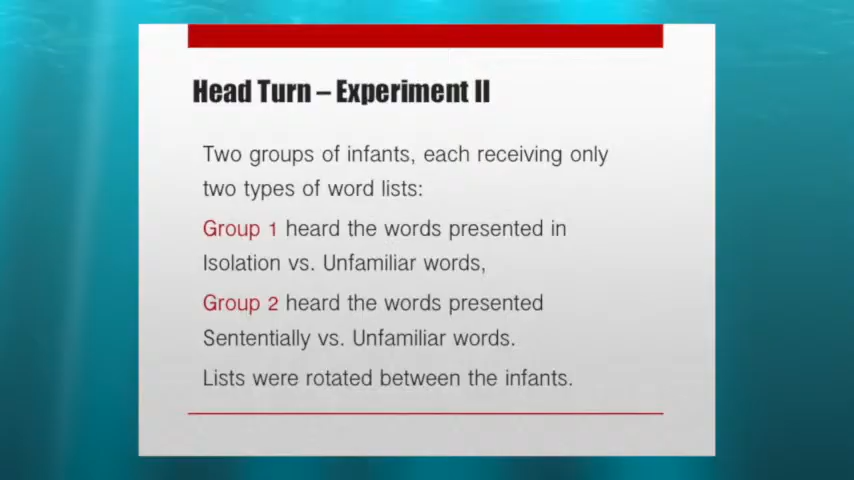 Head Turn – Experiment II
Two groups of infants, each receiving only
two types of word lists:
Group 1 heard the words presented in
Isolation vs. Unfamiliar words,
Group 2 heard the words presented
Sententially vs. Unfamiliar words.
Lists were rotated between the infants.